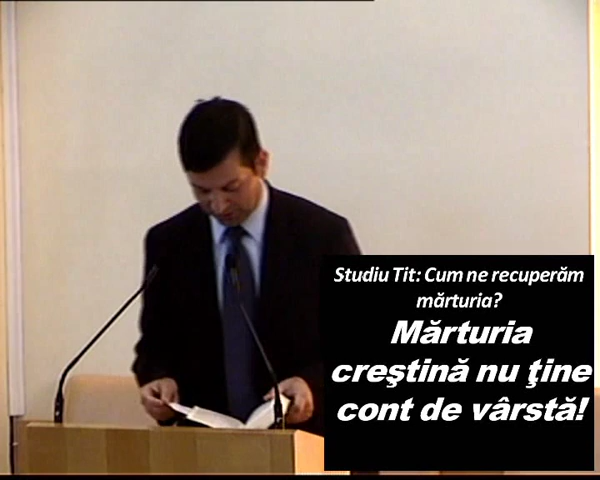 Studiu Tit: Cum ne recuperăm
mărturia?
Mărturia
creştină nu ţine
cont de vârstă!